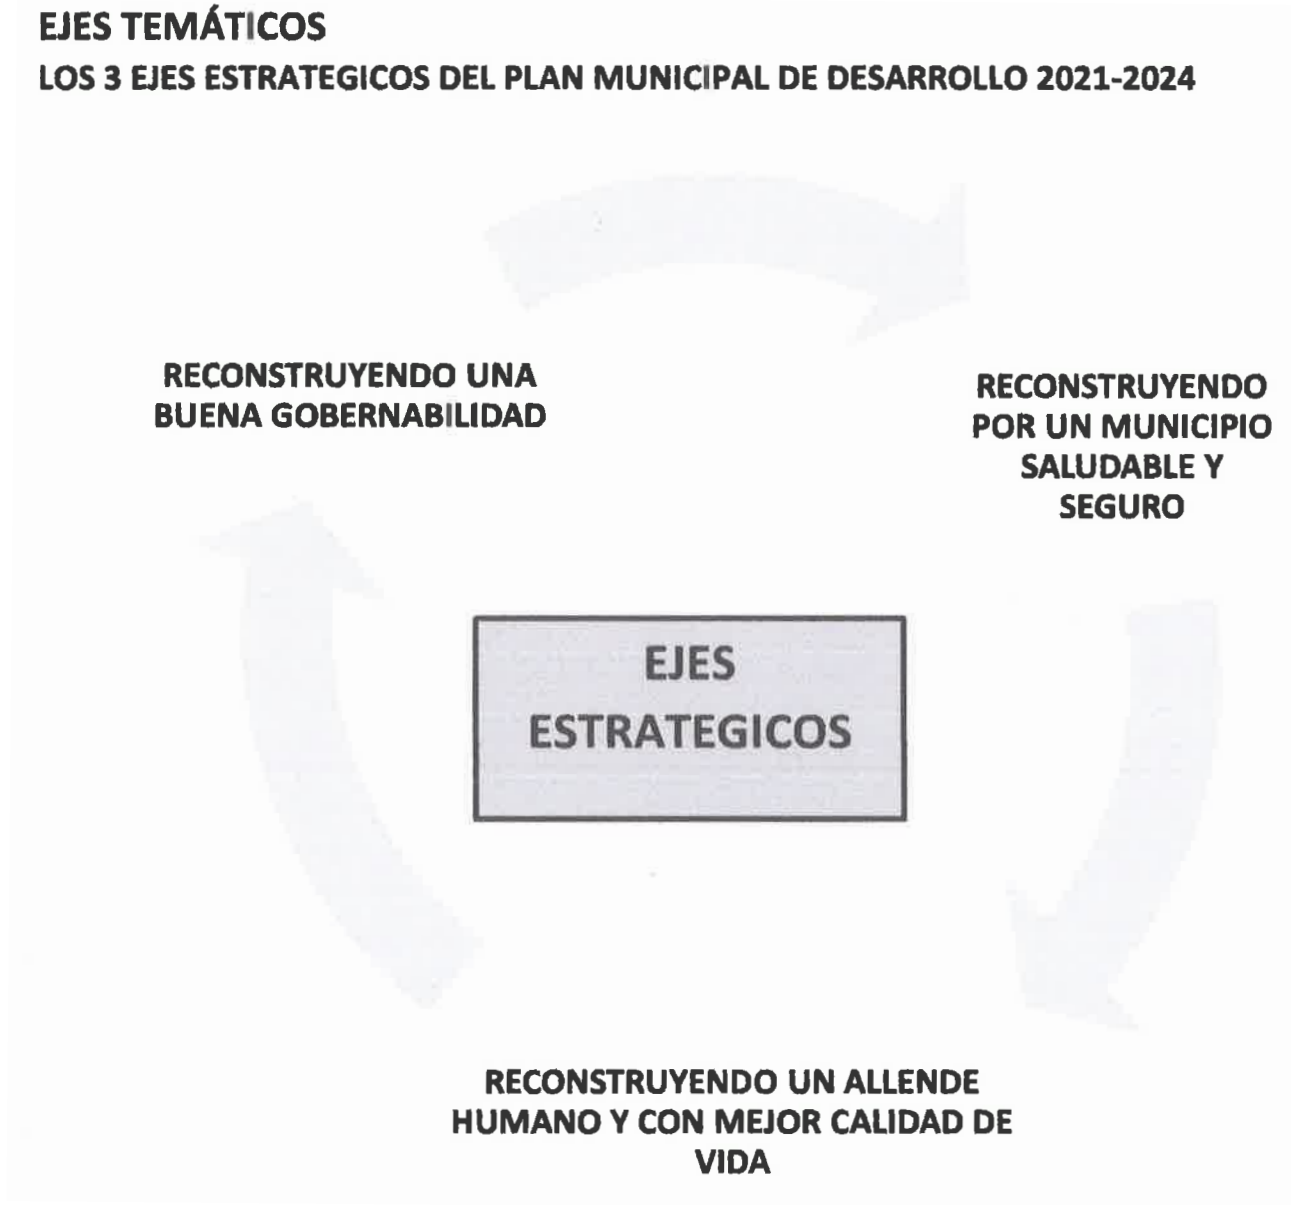 EJES TEMÁTICOS
LOS 3 EJES ESTRATEGICOS DEL PLAN MUNICIPAL DE DESARROLLO 2021-2024
RECONSTRUYENDO UNA
BUENA GOBERNABILIDAD
RECONSTRUYENDO
POR UN MUNICIPIO
SALUDABLE Y
SEGURO
EJES
ESTRATEGICOS
RECONSTRUYENDO UN ALLENDE
HUMANO Y CON MEJOR CALIDAD DE
VIDA